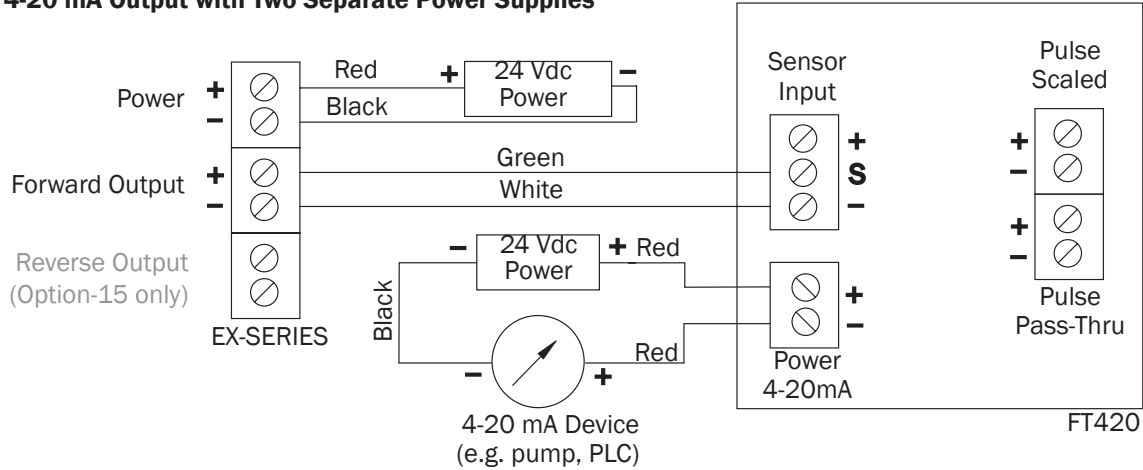 4-20 mA Output with Two Separate Power Supplies
Power
+
−
Red
Black
+
24 Vdc
Power
−
Forward Output
+
−
Green
White
Reverse Output
(Option-15 only)
EX-SERIES
−
24 Vdc
Power
+
Red
Black
−
+
Red
4-20 mA Device
(e.g. pump, PLC)
Sensor
Input
+
S
−
+
−
Power
4-20mA
Pulse
Scaled
+
−
+
−
Pulse
Pass-Thru
FT420